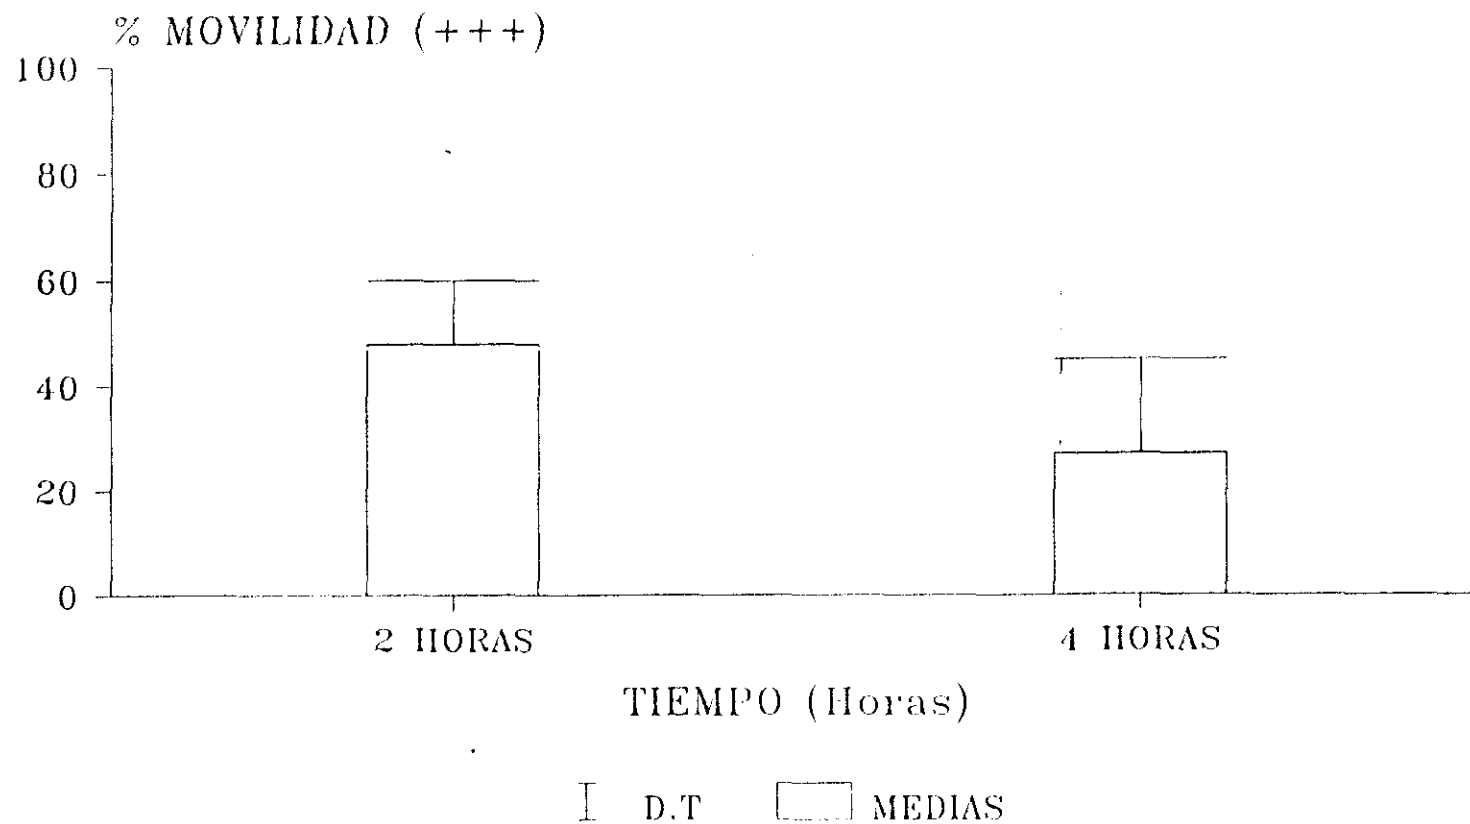 % MOVILIDAD (+++)
100
80
60
40
20
0
2 HORAS
4 HORAS
TIEMPO (Horas)
D.T
MEDIAS